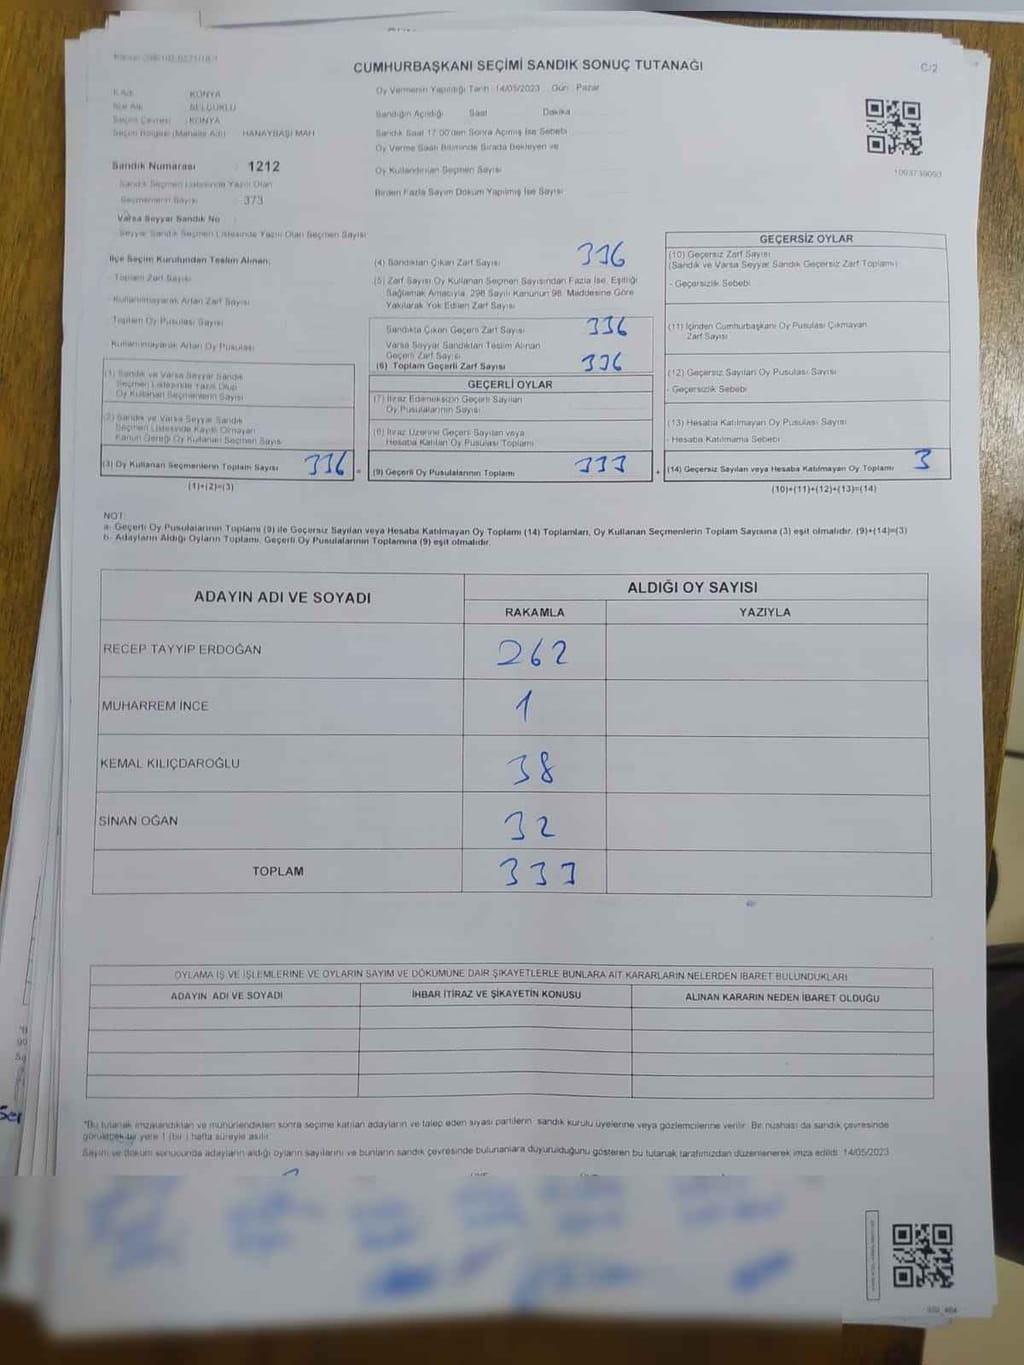 CUMHURBAŞKANI SEÇİMİ SANDIK SONUÇ TUTANAĞI
C/2
İl Adı : KONYA
İlçe Adı : SELÇUKLU
Seçim Çevresi : KONYA
Seçim Bölgesi (Mahalle Adı) : HANAYBAŞI MAH
Sandık Numarası : 1212
Sandık Seçmen Listesinde Yazılı Olan
Seçmenlerin Sayısı : 373
Varsa Seyyar Sandık No
Seyyar Sandık Seçmen Listesinde Yazılı Olan Seçmen Sayısı
Oy Vermenin Yapıldığı Tarih : 14/05/2023 Gün : Pazar
Sandığın Açıldığı Saat Dakika
Sandık Saat 17:00'den Sonra Açılmış İse Sebebi
Oy Verme Saati Bitiminde Sırada Bekleyen ve
Oy Kullandırılan Seçmen Sayısı
Birden Fazla Sayım Döküm Yapılmış İse Sayısı
İlçe Seçim Kurulundan Teslim Alınan;
- Toplam Zarf Sayısı
- Kullanılmayarak Artan Zarf Sayısı
- Toplam Oy Pusulası Sayısı
- Kullanılmayarak Artan Oy Pusulası
(1) Sandık ve Varsa Seyyar Sandık
Seçmen Listesinde Yazılı Olup
Oy Kullanan Seçmenlerin Sayısı
(2) Sandık ve Varsa Seyyar Sandık
Seçmen Listesinde Kaydı Olmayan
Kanun Gereği Oy Kullanan Seçmen Sayısı
(3) Oy Kullanan Seçmenlerin Toplam Sayısı 336 =
(1)+(2)=(3)
(4) Sandıktan Çıkan Zarf Sayısı 336
(5) Zarf Sayısı Oy Kullanan Seçmen Sayısından Fazla İse, Eşitliği
Sağlamak Amacıyla, 298 Sayılı Kanunun 98. Maddesine Göre
Yakılarak Yok Edilen Zarf Sayısı
Sandıkta Çıkan Geçerli Zarf Sayısı 336
Varsa Seyyar Sandıktan Teslim Alınan
Geçerli Zarf Sayısı
(6) Toplam Geçerli Zarf Sayısı 336
GEÇERLİ OYLAR
(7) İtiraz Edilmeksizin Geçerli Sayılan
Oy Pusulalarının Sayısı
(8) İtiraz Üzerine Geçerli Sayılan veya
Hesaba Katılan Oy Pusulası Toplamı
(9) Geçerli Oy Pusulalarının Toplamı 333 +
GEÇERSİZ OYLAR
(10) Geçersiz Zarf Sayısı
(Sandık ve Varsa Seyyar Sandık Geçersiz Zarf Toplamı)
- Geçersizlik Sebebi
(11) İçinden Cumhurbaşkanı Oy Pusulası Çıkmayan
Zarf Sayısı
(12) Geçersiz Sayılan Oy Pusulası Sayısı
- Geçersizlik Sebebi
(13) Hesaba Katılmayan Oy Pusulası Sayısı
- Hesaba Katılmama Sebebi
(14) Geçersiz Sayılan veya Hesaba Katılmayan Oy Toplamı 3
(10)+(11)+(12)+(13)=(14)
NOT:
a- Geçerli Oy Pusulalarının Toplamı (9) ile Geçersiz Sayılan veya Hesaba Katılmayan Oy Toplamı (14) Toplamları, Oy Kullanan Seçmenlerin Toplam Sayısına (3) eşit olmalıdır. (9)+(14)=(3)
b- Adayların Aldığı Oyların Toplamı, Geçerli Oy Pusulalarının Toplamına (9) eşit olmalıdır.
ADAYIN ADI VE SOYADI
ALDIĞI OY SAYISI
RAKAMLA YAZIYLA
RECEP TAYYİP ERDOĞAN 262
MUHARREM İNCE 1
KEMAL KILIÇDAROĞLU 38
SİNAN OĞAN 32
TOPLAM 333
OYLAMA İŞ VE İŞLEMLERİNE VE OYLARIN SAYIM VE DÖKÜMÜNE DAİR ŞİKAYETLERLE BUNLARA AİT KARARLARIN NELERDEN İBARET BULUNDUKLARI
ADAYIN ADI VE SOYADI İHBAR İTİRAZ VE ŞİKAYETİN KONUSU ALINAN KARARIN NEDEN İBARET OLDUĞU
*Bu tutanak imzalandıktan ve mühürlendikten sonra seçime katılan adayların ve talep eden siyasi partilerin sandık kurulu üyelerine veya gözlemcilerine verilir. Bir nüshası da sandık çevresinde
görülecek bir yere 1 (bir) hafta süreyle asılır.
Sayım ve döküm sonucunda adayların aldığı oyların sayılarını ve bunların sandık çevresinde bulunanlara duyurulduğunu gösteren bu tutanak tarafımızdan düzenlenerek imza edildi. 14/05/2023